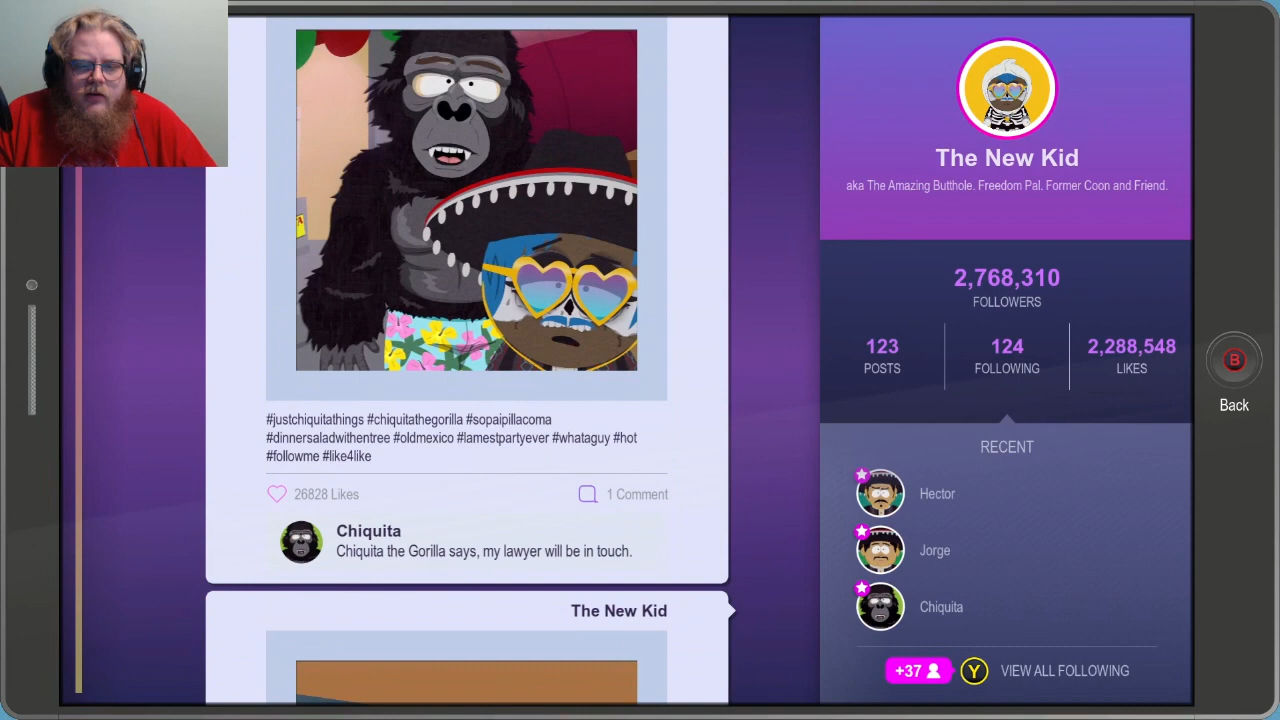 #justchiquitathings #chiquitathegorilla #sopaipillacoma
#dinnersaladwithentree #oldmexico #lamestpartyever #whataguy #hot
#followme #like4like
26828 Likes
1 Comment
Chiquita
Chiquita the Gorilla says, my lawyer will be in touch.
The New Kid
The New Kid
aka The Amazing Butthole. Freedom Pal. Former Coon and Friend.
2,768,310
FOLLOWERS
123
POSTS
124
FOLLOWING
2,288,548
LIKES
RECENT
Hector
Jorge
Chiquita
+37
Y
VIEW ALL FOLLOWING
B
Back